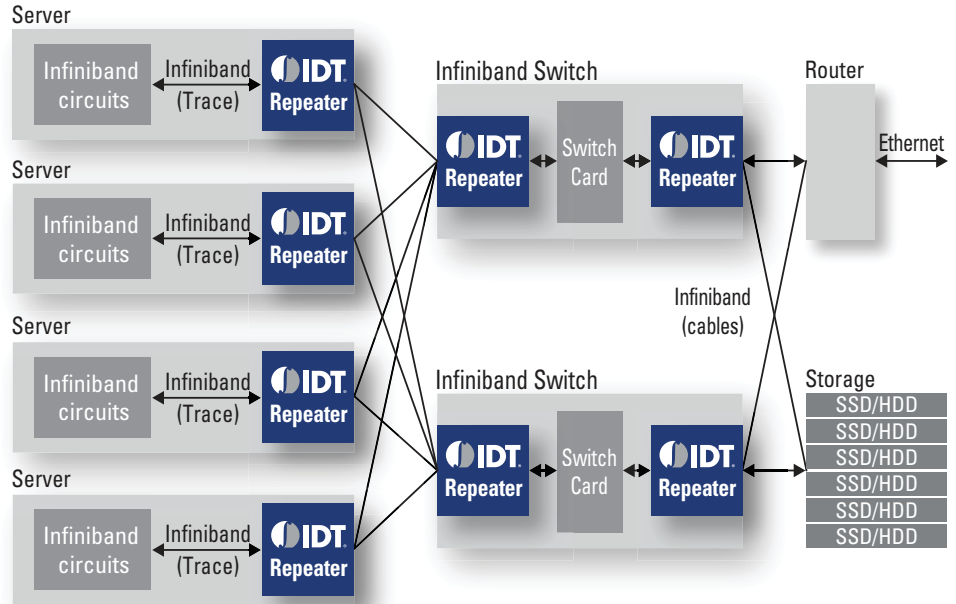 Server
Infiniband
circuits
Infiniband
(Trace)
IDT.
Repeater
Server
Infiniband
circuits
Infiniband
(Trace)
IDT.
Repeater
Server
Infiniband
circuits
Infiniband
(Trace)
IDT.
Repeater
Server
Infiniband
circuits
Infiniband
(Trace)
IDT.
Repeater
Infiniband Switch
IDT.
Repeater
Switch
Card
IDT.
Repeater
Infiniband Switch
IDT.
Repeater
Switch
Card
IDT.
Repeater
Infiniband
(cables)
Router
Ethernet
Storage
SSD/HDD
SSD/HDD
SSD/HDD
SSD/HDD
SSD/HDD
SSD/HDD